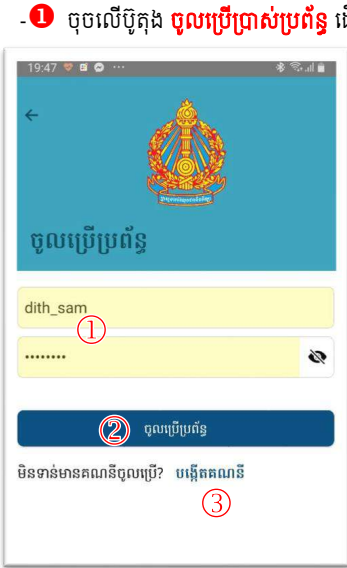 -❶ ចុចលើប៊ូតុង ចូលប្រើប្រាស់ប្រព័ន្ធ
19:47
ចូលប្រើប្រព័ន្ធ
dith_sam
①
••••••••
② ចូលប្រើប្រព័ន្ធ
មិនទាន់មានគណនីចូលប្រើ? បង្កើតគណនី
③